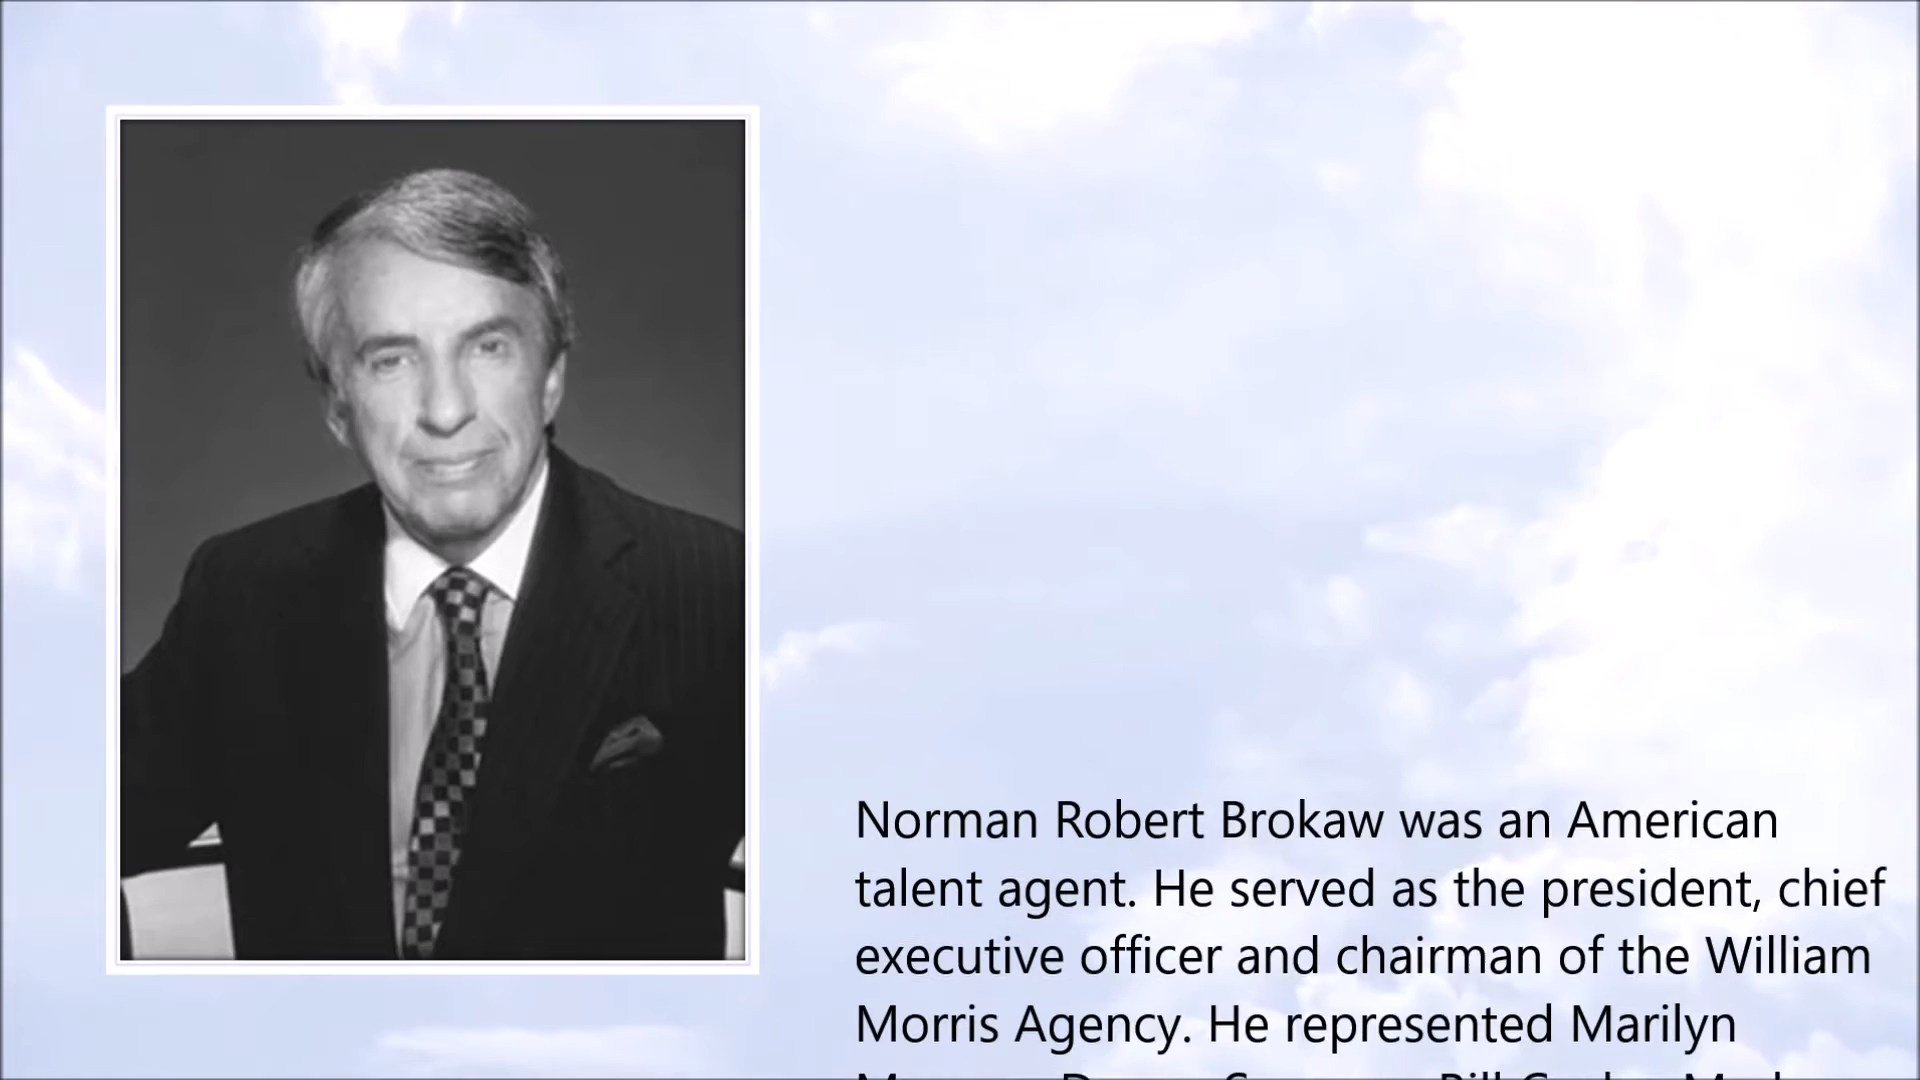 Norman Robert Brokaw was an American
talent agent. He served as the president, chief
executive officer and chairman of the William
Morris Agency. He represented Marilyn